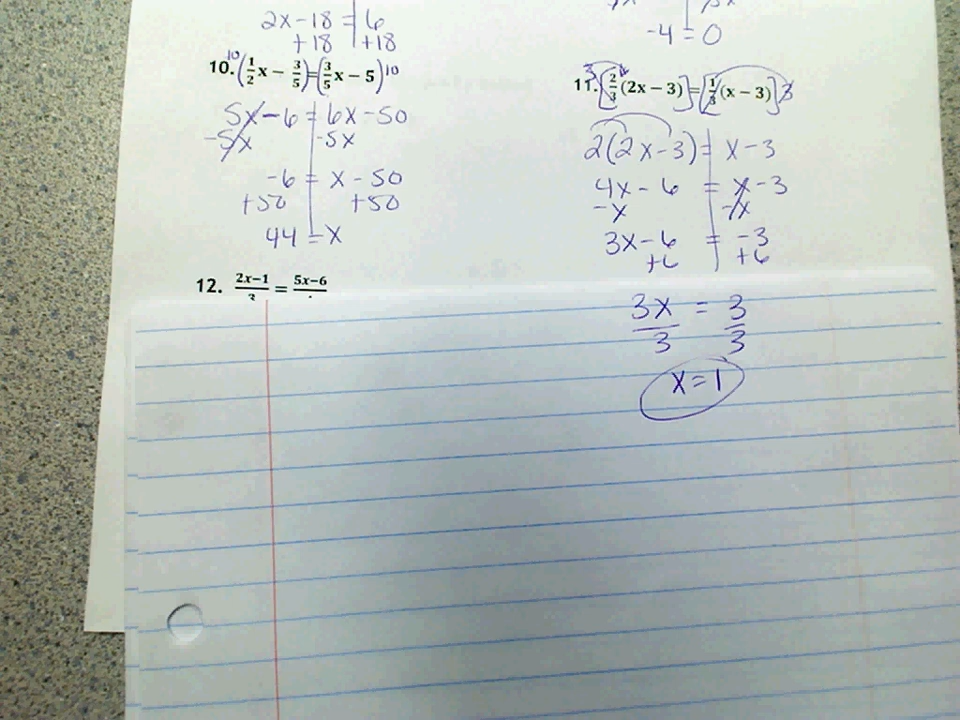 2x-18 = 6
+18 +18
-4 = 0
10. 10(1/2x − 3/5)=(3/5x − 5)10
5x-6 = 6x-50
-5x -5x
-6 = x-50
+50 +50
44 = x
11. 3[2/3(2x − 3)]=[1/3(x − 3)]3
2(2x-3) = x-3
4x-6 = x-3
-x -x
3x-6 = -3
+6 +6
3x = 3
3 3
x=1
12. 2x−1 = 5x−6